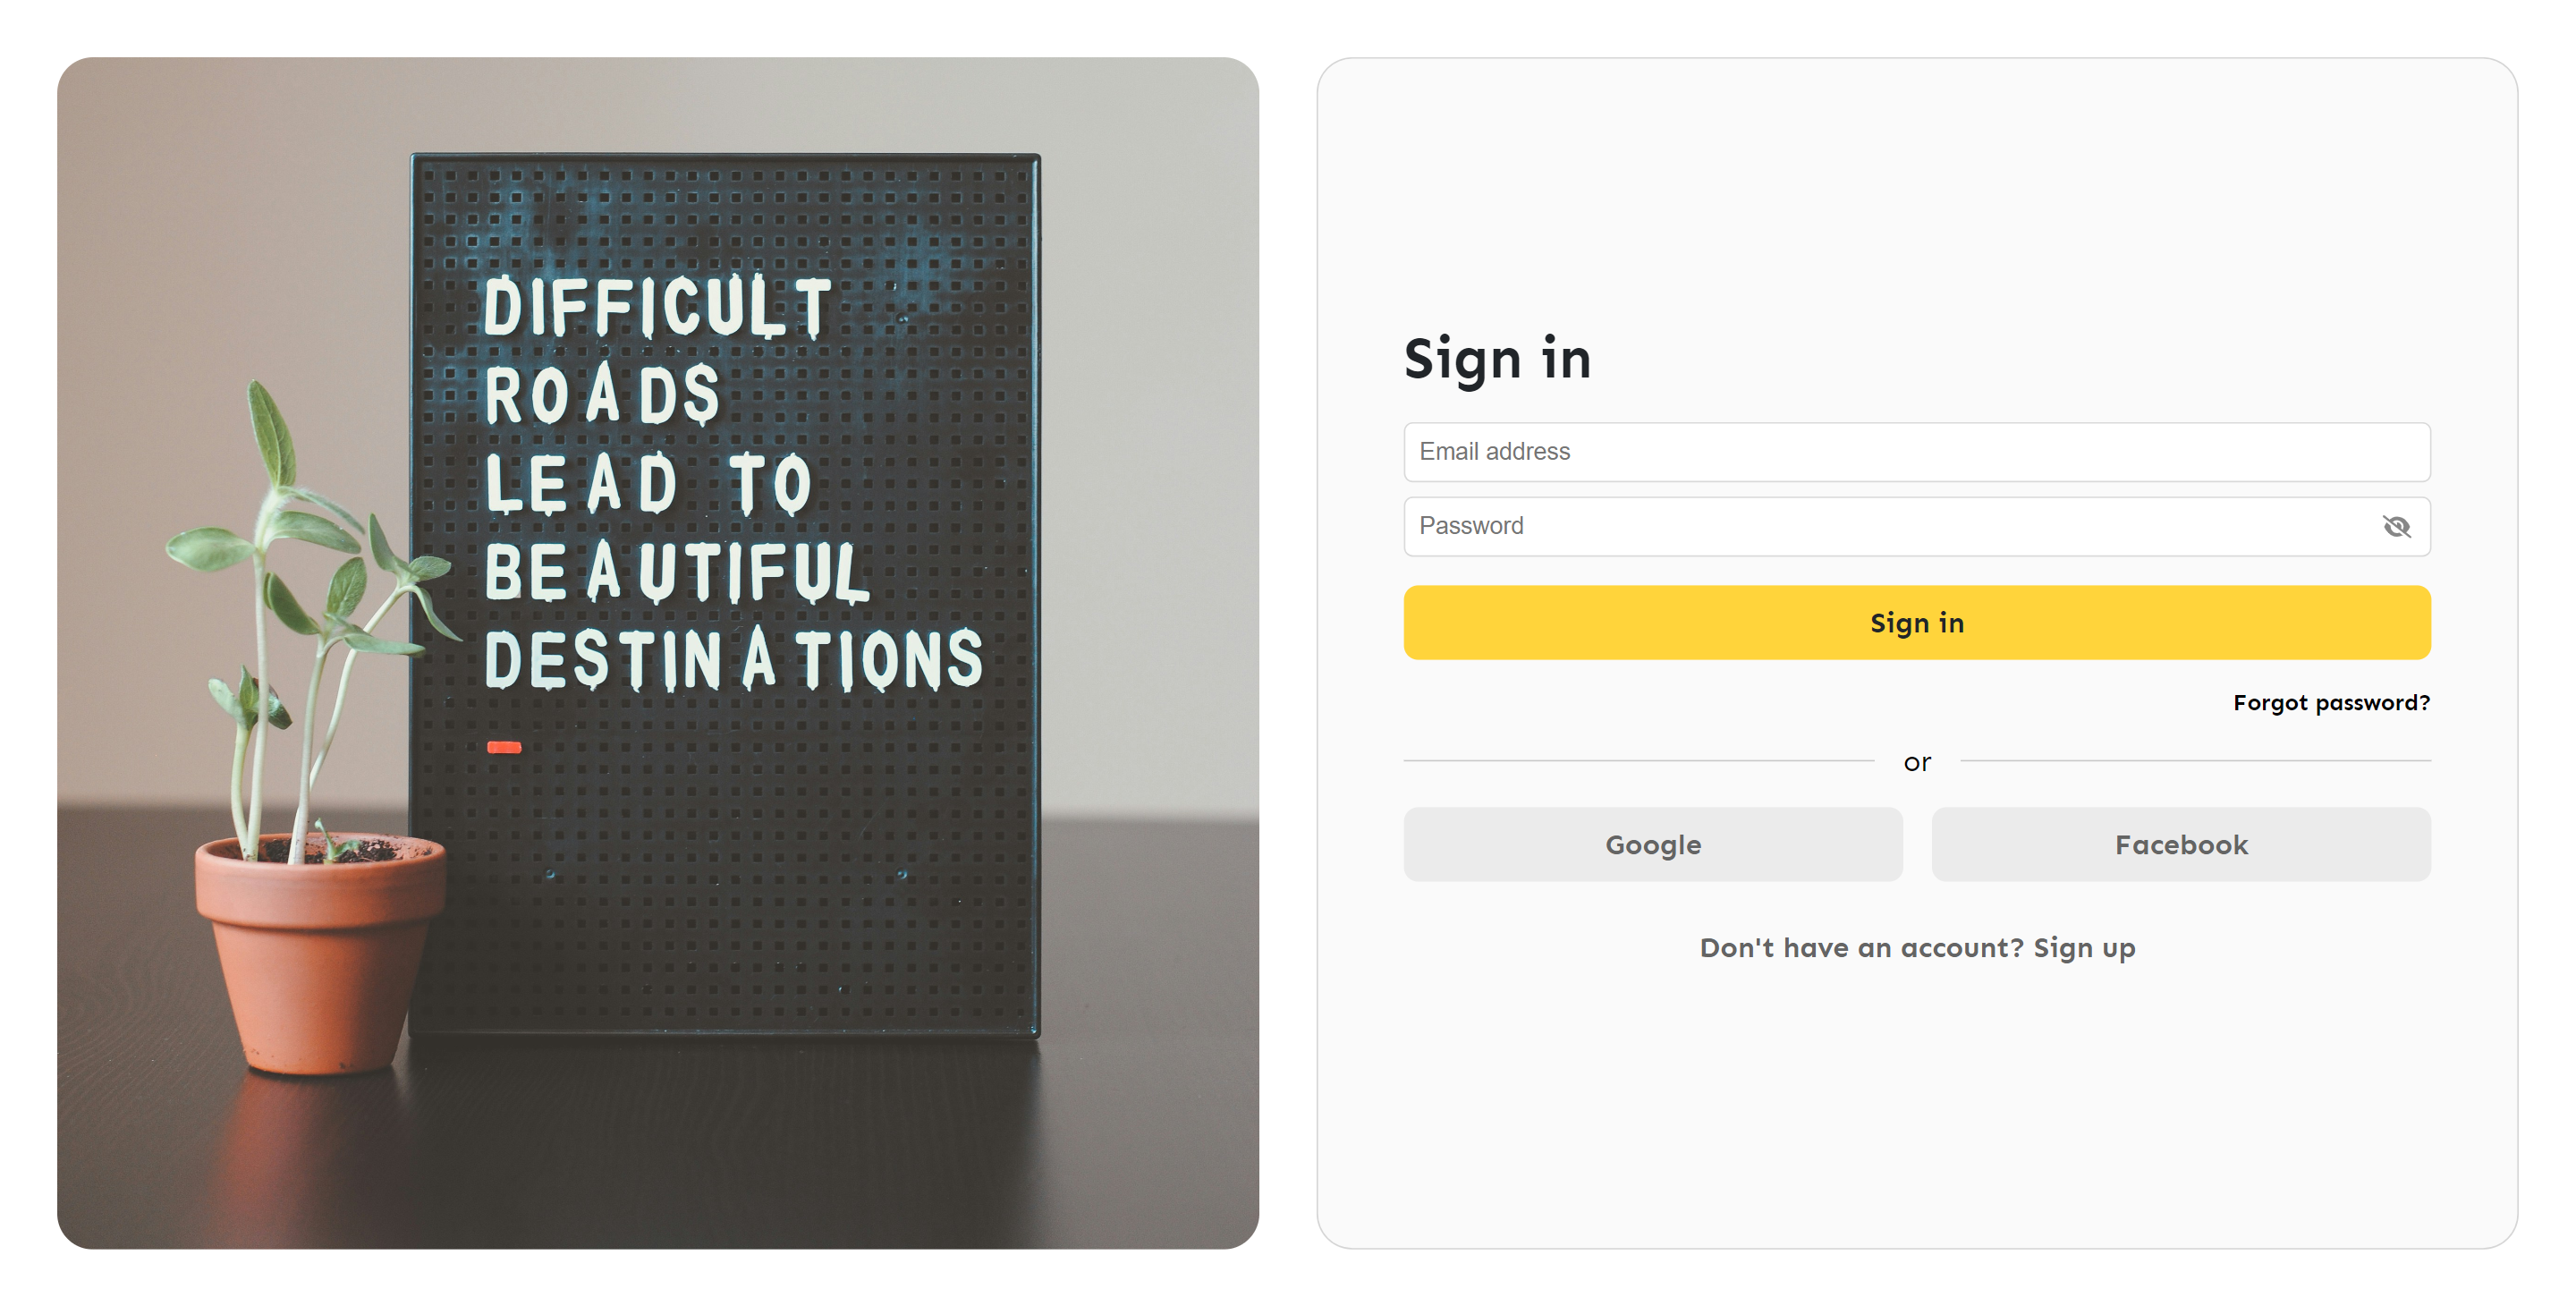 DIFFICULT
ROADS
LEAD TO
BEAUTIFUL
DESTINATIONS
Sign in
Email address
Password
Sign in
Forgot password?
or
Google
Facebook
Don't have an account? Sign up